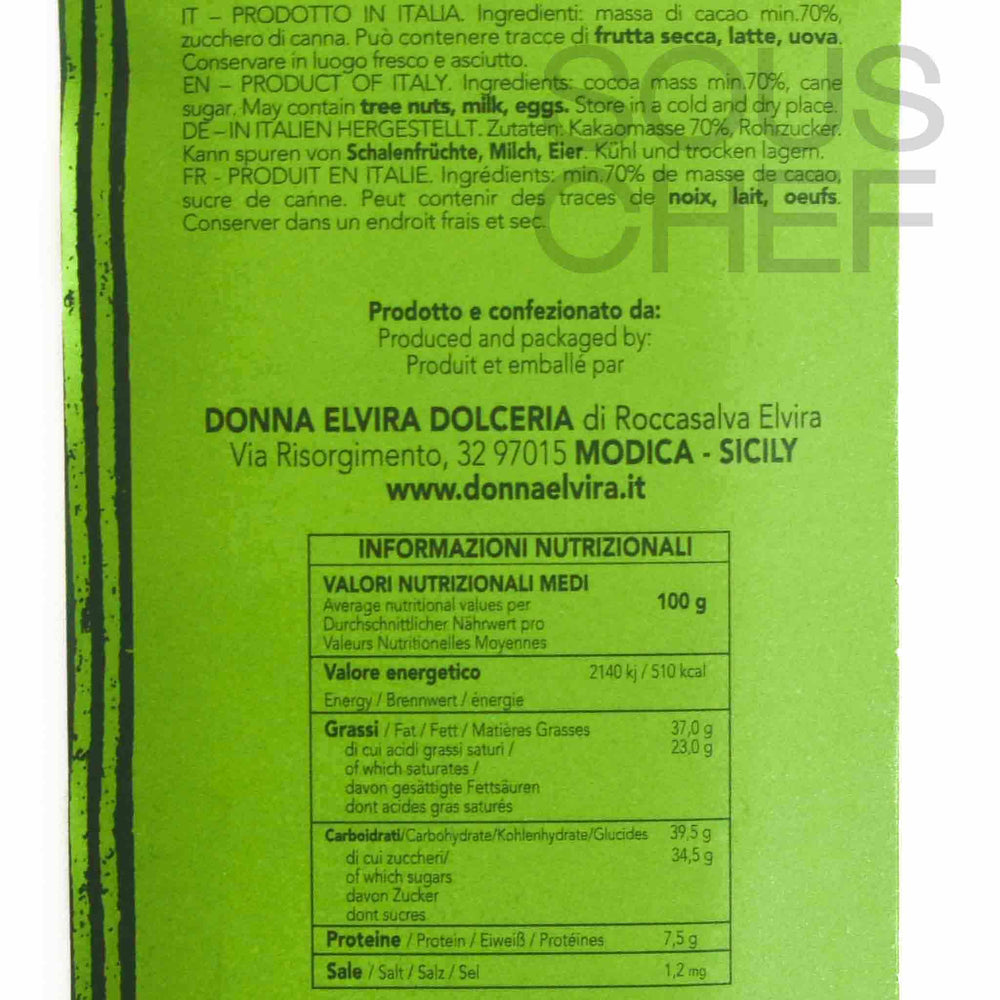 IT – PRODOTTO IN ITALIA. Ingredienti: massa di cacao min.70%,
zucchero di canna. Può contenere tracce di frutta secca, latte, uova.
Conservare in luogo fresco e asciutto.
EN – PRODUCT OF ITALY. Ingredients: cocoa mass min.70%, cane
sugar. May contain tree nuts, milk, eggs. Store in a cold and dry place.
DE – IN ITALIEN HERGESTELLT. Zutaten: Kakaomasse 70%, Rohrzucker.
Kann spuren von Schalenfrüchte, Milch, Eier. Kühl und trocken lagern.
FR - PRODUIT EN ITALIE. Ingrédients: min.70% de masse de cacao,
sucre de canne. Peut contenir des traces de noix, lait, oeufs.
Conserver dans un endroit frais et sec.
SOUS
CHEF
Prodotto e confezionato da:
Produced and packaged by:
Produit et emballé par
DONNA ELVIRA DOLCERIA di Roccasalva Elvira
Via Risorgimento, 32 97015 MODICA - SICILY
www.donnaelvira.it
INFORMAZIONI NUTRIZIONALI
VALORI NUTRIZIONALI MEDI
Average nutritional values per 100 g
Durchschnittlicher Nährwert pro
Valeurs Nutritionelles Moyennes
Valore energetico 2140 kj / 510 kcal
Energy / Brennwert / énergie
Grassi / Fat / Fett / Matières Grasses 37,0 g
di cui acidi grassi saturi / 23,0 g
of which saturates /
davon gesättigte Fettsäuren
dont acides gras saturés
Carboidrati/Carbohydrate/Kohlenhydrate/Glucides 39,5 g
di cui zuccheri/ 34,5 g
of which sugars
davon Zucker
dont sucres
Proteine / Protein / Eiweiß / Protéines 7,5 g
Sale / Salt / Salz / Sel 1,2 mg